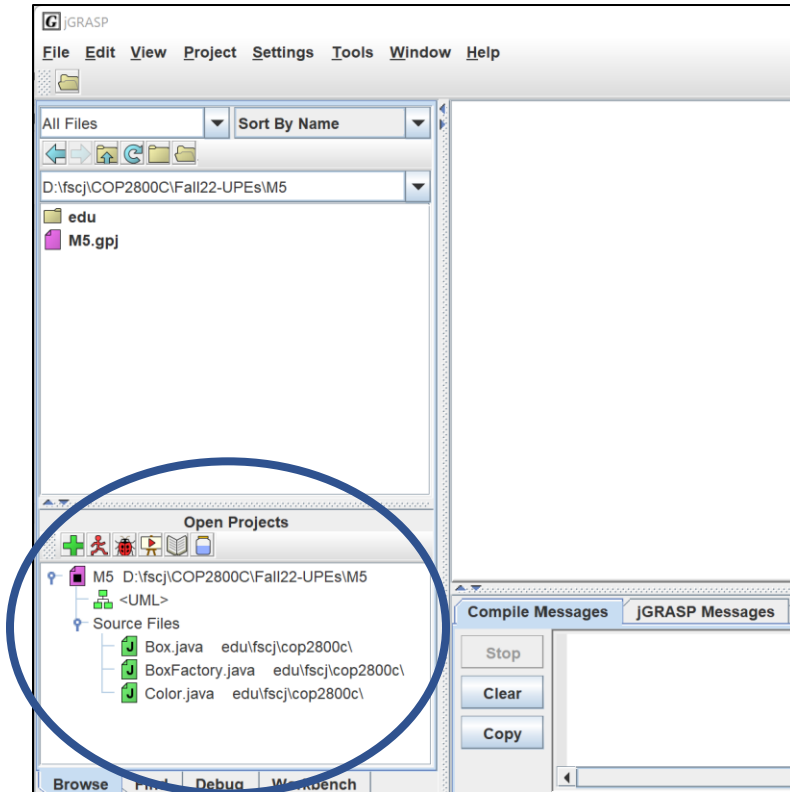 G jGRASP
File Edit View Project Settings Tools Window Help
All Files Sort By Name
D:\fscj\COP2800C\Fall22-UPEs\M5
edu
M5.gpj
Open Projects
M5 D:\fscj\COP2800C\Fall22-UPEs\M5
<UML>
Source Files
J Box.java edu\fscj\cop2800c\
J BoxFactory.java edu\fscj\cop2800c\
J Color.java edu\fscj\cop2800c\
Browse Find Debug Workbench
Compile Messages jGRASP Messages
Stop
Clear
Copy